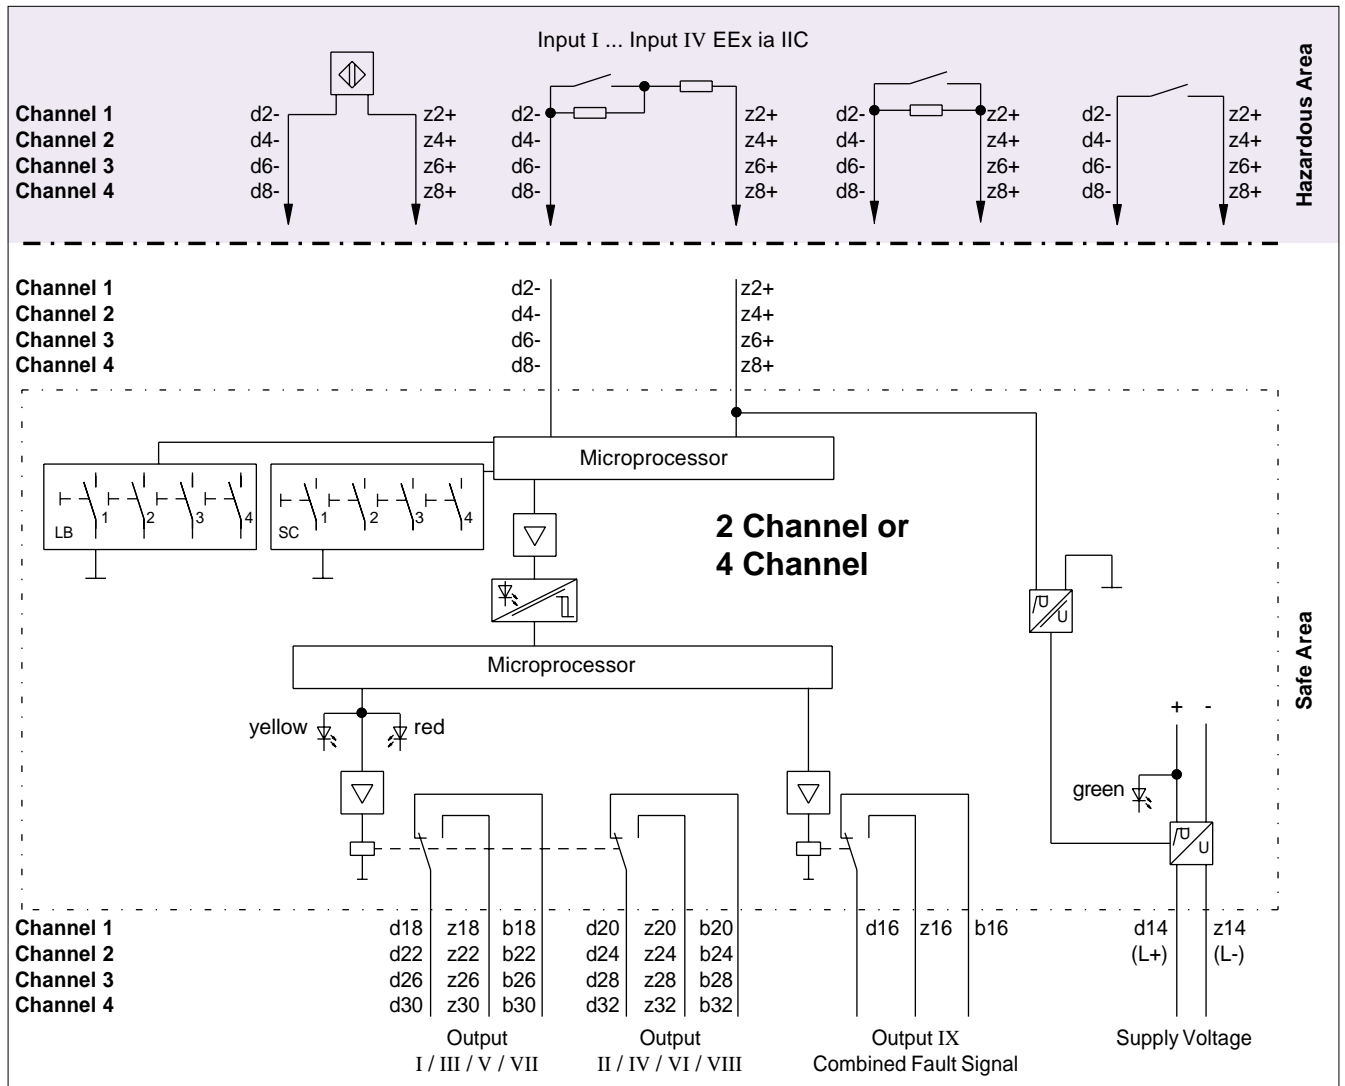 Input I ... Input IV EEx ia IIC
Hazardous Area
Channel 1 d2- z2+ d2- z2+ d2- z2+ d2- z2+
Channel 2 d4- z4+ d4- z4+ d4- z4+ d4- z4+
Channel 3 d6- z6+ d6- z6+ d6- z6+ d6- z6+
Channel 4 d8- z8+ d8- z8+ d8- z8+ d8- z8+
Channel 1 d2- z2+
Channel 2 d4- z4+
Channel 3 d6- z6+
Channel 4 d8- z8+
Microprocessor
1 2 3 4
LB
1 2 3 4
SC
2 Channel or
4 Channel
U
U
Safe Area
Microprocessor
yellow red
+ -
green
U
U
Channel 1 d18 z18 b18 d20 z20 b20 d16 z16 b16 d14 z14
Channel 2 d22 z22 b22 d24 z24 b24 (L+) (L-)
Channel 3 d26 z26 b26 d28 z28 b28
Channel 4 d30 z30 b30 d32 z32 b32
Output Output Output IX Supply Voltage
I / III / V / VII II / IV / VI / VIII Combined Fault Signal